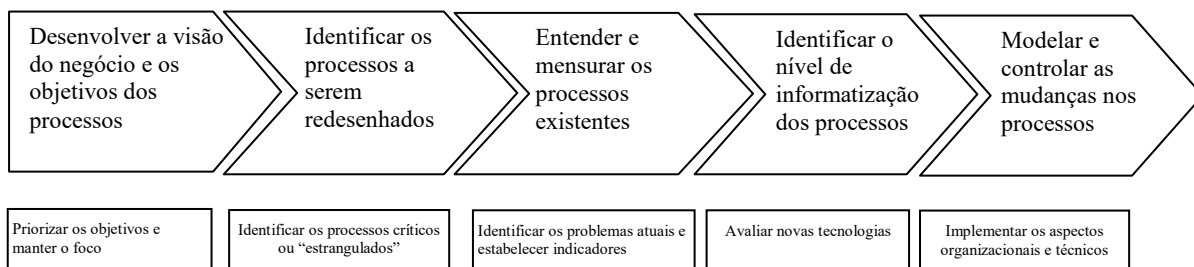 Desenvolver a visão
do negócio e os
objetivos dos
processos
Identificar os
processos a
serem
redesenhados
Entender e
mensurar os
processos
existentes
Identificar o
nível de
informatização
dos processos
Modelar e
controlar as
mudanças nos
processos
Priorizar os objetivos e
manter o foco
Identificar os processos críticos
ou “estrangulados”
Identificar os problemas atuais e
estabelecer indicadores
Avaliar novas tecnologias
Implementar os aspectos
organizacionais e técnicos